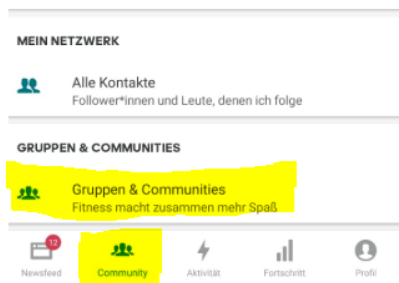 MEIN NETZWERK
Alle Kontakte
Follower*innen und Leute, denen ich folge
GRUPPEN & COMMUNITIES
Gruppen & Communities
Fitness macht zusammen mehr Spaß
12
Newsfeed Community Aktivität Fortschritt Profil